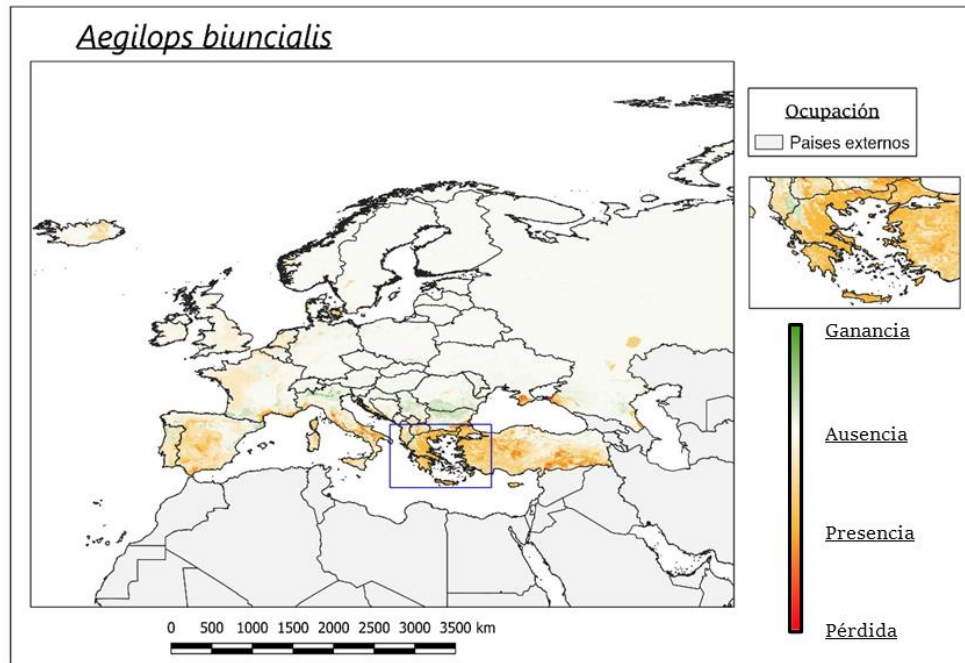 Aegilops biuncialis
Ocupación
Paises externos
Ganancia
Ausencia
Presencia
Pérdida
0 500 1000 1500 2000 2500 3000 3500 km